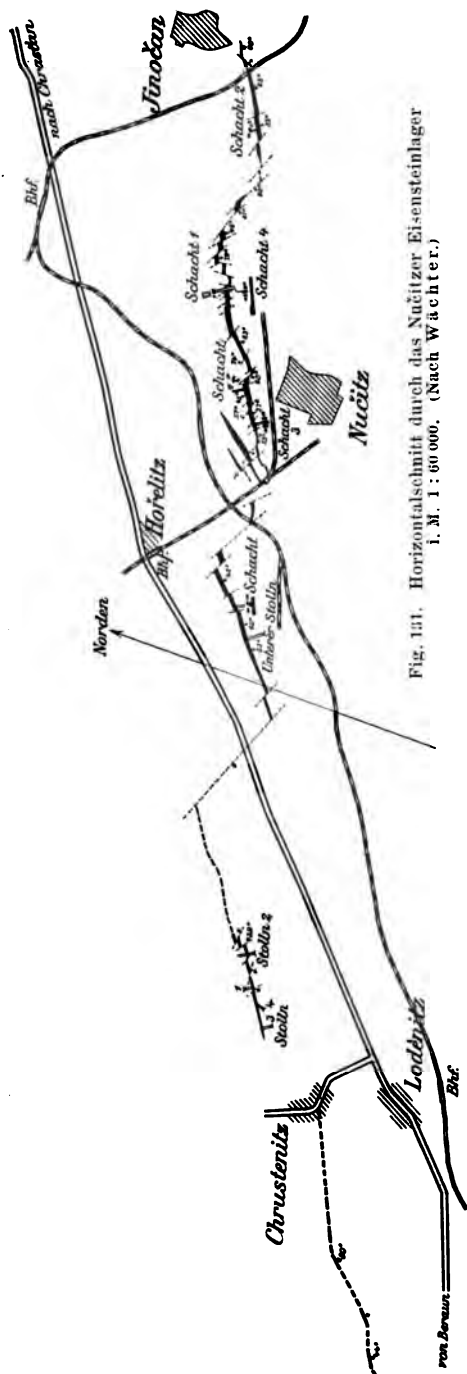 nach Chrastan
Bhf.
Jinočan
Schacht 2
Schacht 1
Schacht 4
Schacht
Schacht
3
Nučitz
Hořelitz
Bhf.
Norden
Schacht
Unterer Stolln
Stolln 2
Stolln
Lodenitz
Bhf.
Chrustenitz
von Beraun
Fig. 131. Horizontalschnitt durch das Nučitzer Eisensteinlager
i. M. 1 : 60 000. (Nach Wächter.)